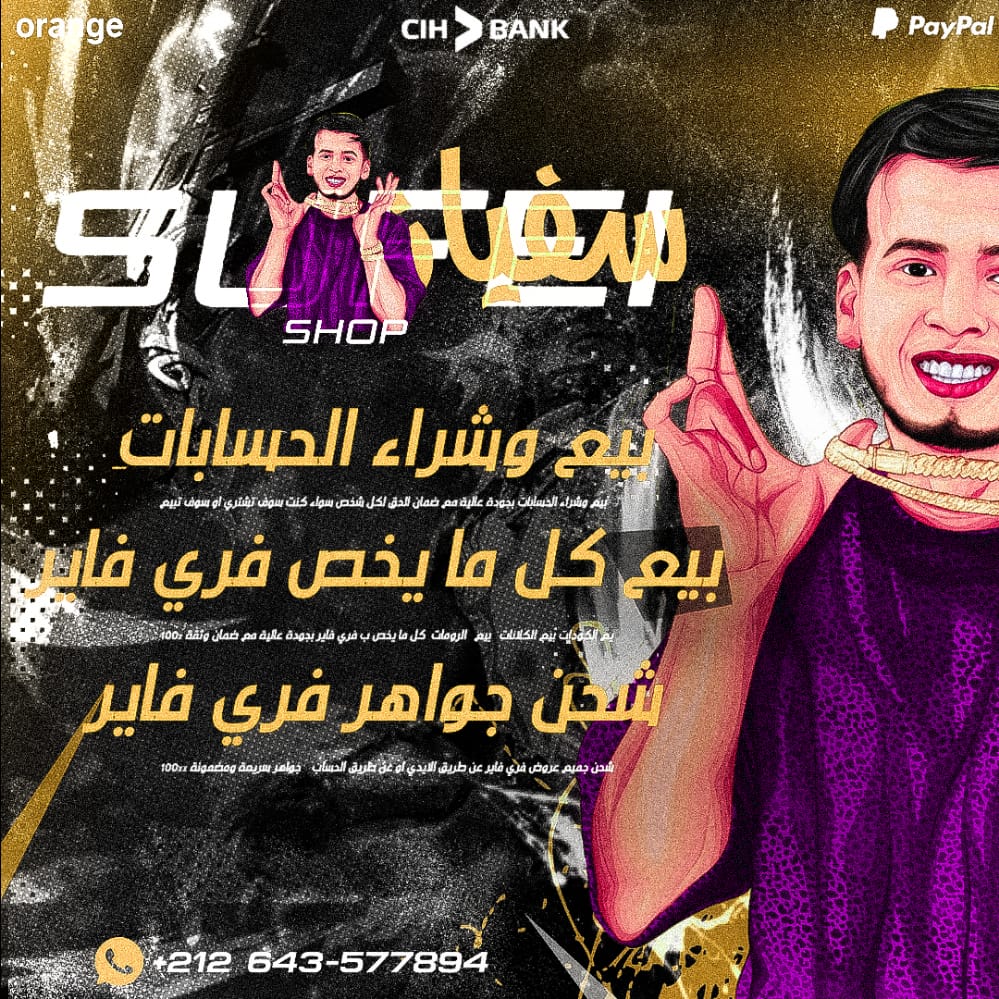 orange
CIH BANK
PayPal
سفيان
SHOP
بيع وشراء الحسابات
بيع وشراء الحسابات بجودة عالية مع ضمان الحق لكل شخص سواء كنت سوف تشتري او سوف تبيع
بيع كل ما يخص فري فاير
بيع الكودات بيع الكلانات بيع الرومات كل ما يخص ب فري فاير بجودة عالية مع ضمان وثقة 100%
شحن جواهر فري فاير
شحن جميع عروض فري فاير عن طريق الايدي او عن طريق الحساب جواهر سريعة ومضمونة
+212 643-577894